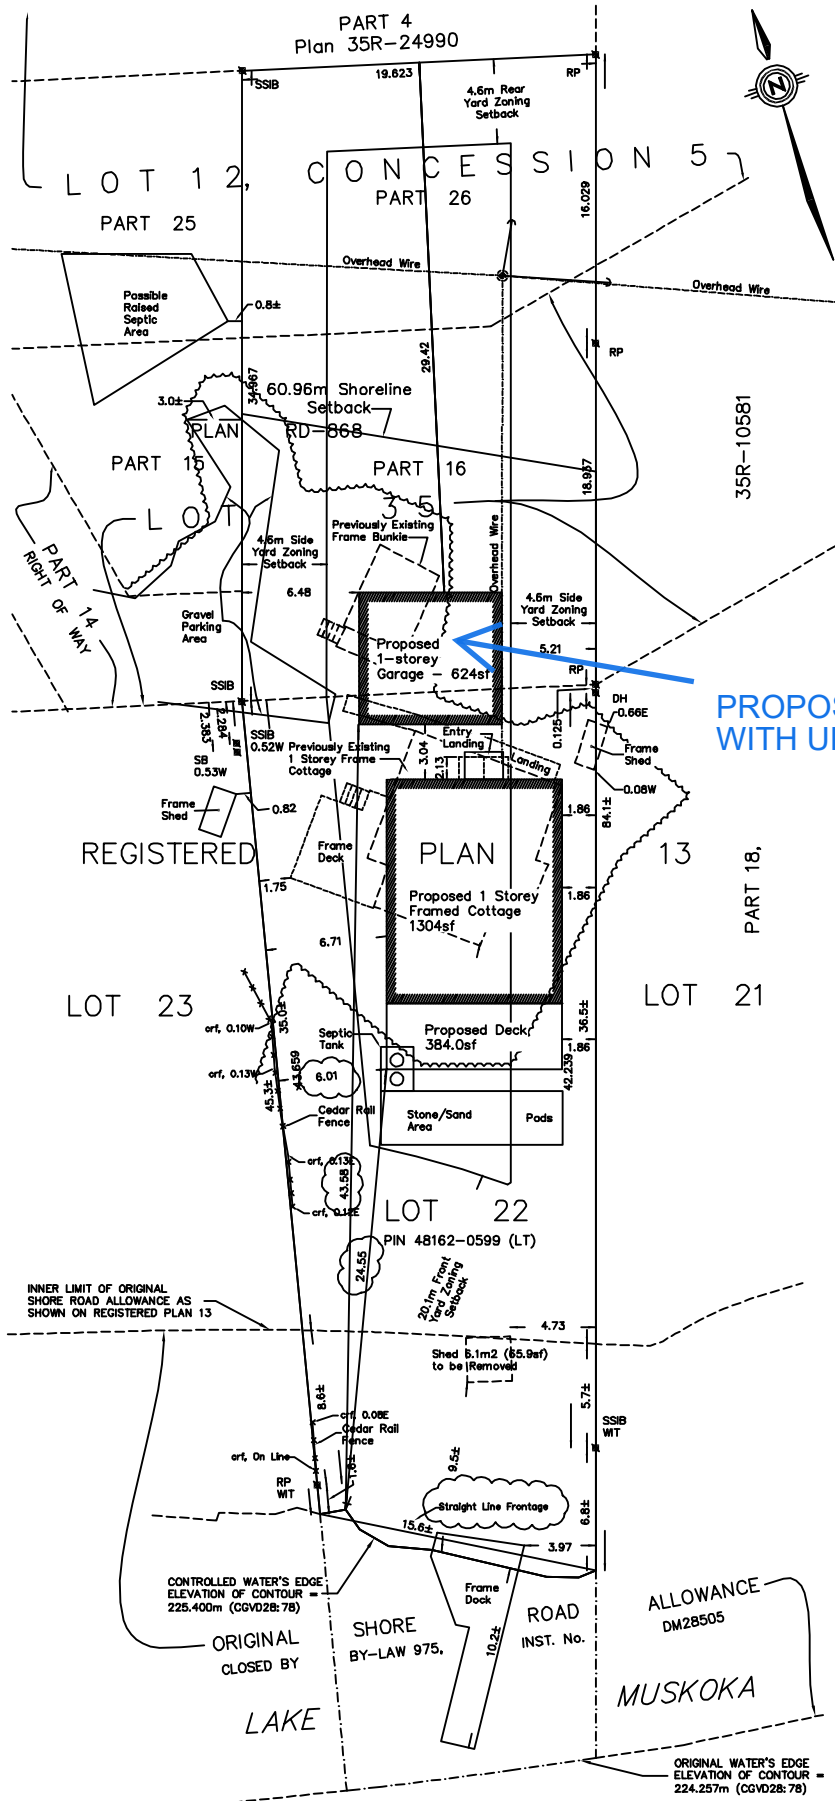 PART 4
Plan 35R-24990
19.623
SSIB
RP
4.6m Rear
Yard Zoning
Setback
N
LOT 12, CONCESSION 5
PART 26
PART 25
16.029
Overhead Wire
Overhead Wire
Possible
Raised
Septic
Area
0.8±
29.42
RP
34.967
60.96m Shoreline
Setback
3.0±
PLAN RD-868
35R-10581
PART 15
PART 16
18.937
LOT 35
Previously Existing
Frame Bunkie
4.6m Side
Yard Zoning
Setback
Overhead Wire
PART 14
RIGHT OF WAY
6.48
4.6m Side
Yard Zoning
Setback
Gravel
Parking
Area
Proposed
1-storey
Garage - 624sf
5.21
RP
SSIB
DH
0.66E
PROPOS
WITH UI
2.383
5.284
SSIB
0.52W
SB
0.53W
Previously Existing
1 Storey Frame
Cottage
3.04
2.13
Entry
Landing
Landing
0.125
Frame
Shed
0.08W
Frame
Shed
0.82
1.86
84.1±
REGISTERED PLAN 13
Frame
Deck
PART 18,
1.75
Proposed 1 Storey
Framed Cottage
1304sf
1.86
6.71
LOT 23
LOT 21
crf, 0.10W
35.0±
Septic
Tank
Proposed Deck
384.0sf
36.5±
1.86
crf, 0.13W
43.659
6.01
42.239
45.3±
Cedar Rail
Fence
Stone/Sand
Area
Pads
crf, 0.13E
43.58
crf, 0.12E
LOT 22
PIN 48162-0599 (LT)
24.55
20.1m Front
Yard Zoning
Setback
INNER LIMIT OF ORIGINAL
SHORE ROAD ALLOWANCE AS
SHOWN ON REGISTERED PLAN 13
4.73
Shed 6.1m2 (65.9sf)
to be Removed
8.6±
5.7±
crf, 0.08E
Cedar Rail
Fence
SSIB
WIT
crf, On Line
RP
WIT
1.6±
9.5±
Straight Line Frontage
15.6±
6.8±
3.97
CONTROLLED WATER'S EDGE
ELEVATION OF CONTOUR =
225.400m (CGVD28:78)
Frame
Dock
10.2±
ORIGINAL SHORE ROAD ALLOWANCE
CLOSED BY BY-LAW 975, INST. No. DM28505
LAKE MUSKOKA
ORIGINAL WATER'S EDGE
ELEVATION OF CONTOUR =
224.257m (CGVD28:78)